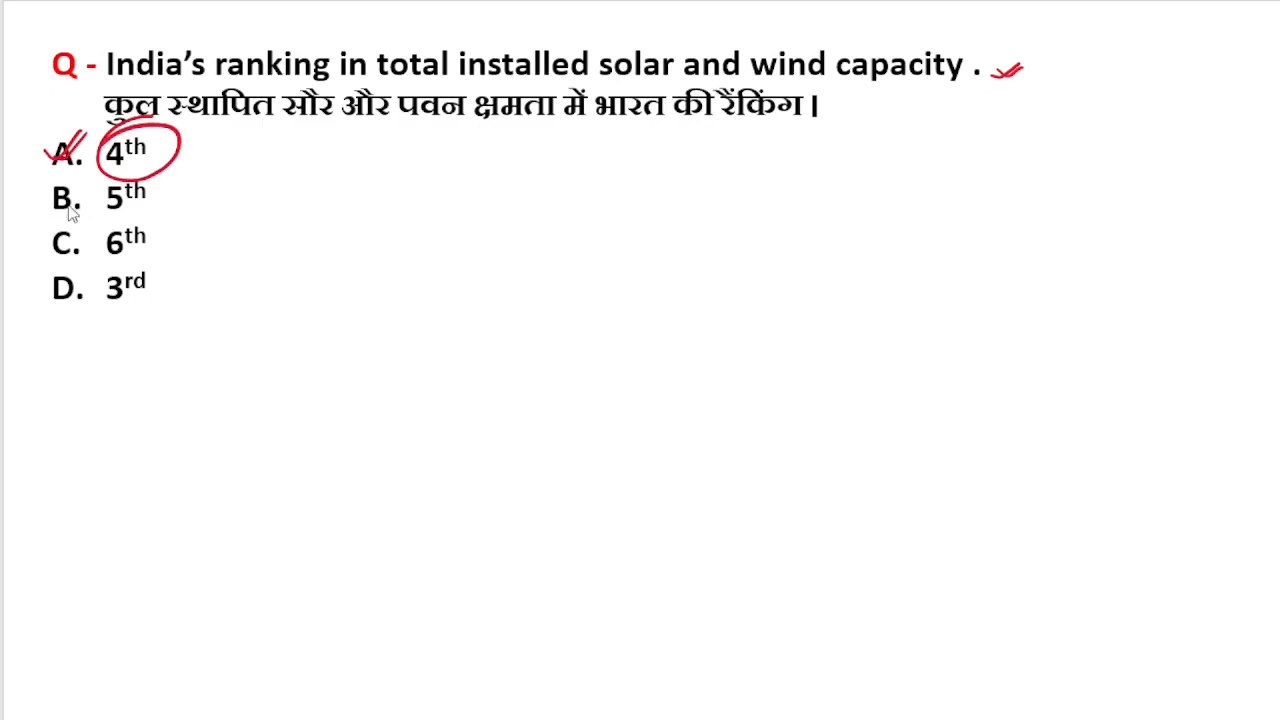 Q - India’s ranking in total installed solar and wind capacity .
कुल स्थापित सौर और पवन क्षमता में भारत की रैंकिंग ।
A. 4th
B. 5th
C. 6th
D. 3rd